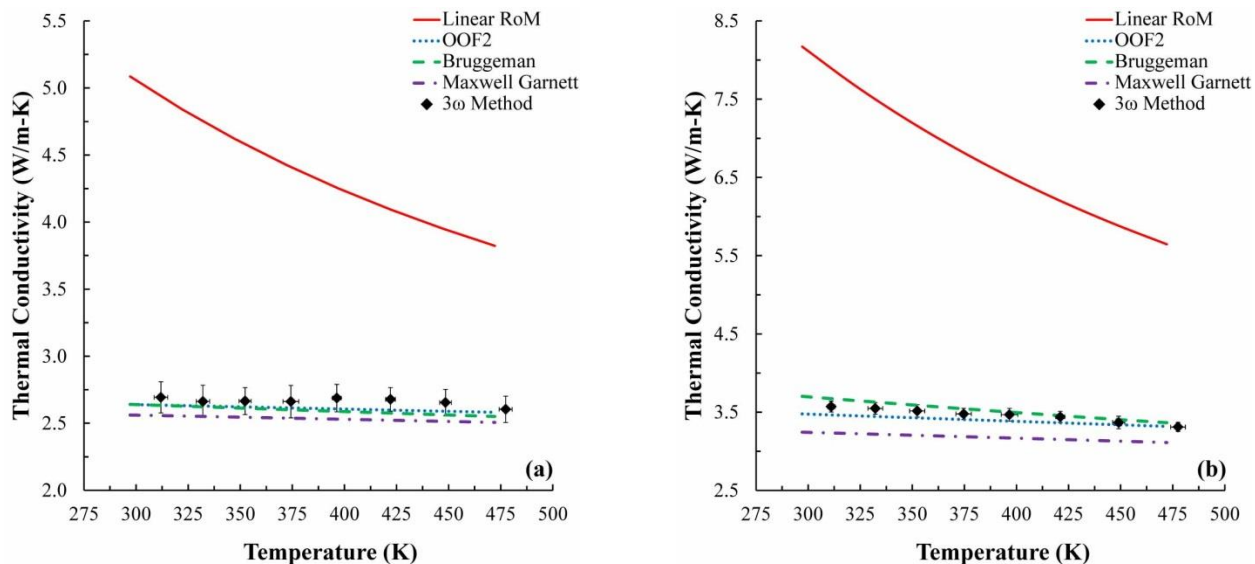 Thermal Conductivity (W/m-K)
5.5
5.0
4.5
4.0
3.5
3.0
2.5
2.0
Linear RoM
OOF2
Bruggeman
Maxwell Garnett
3ω Method
(a)
275 300 325 350 375 400 425 450 475 500
Temperature (K)
Thermal Conductivity (W/m-K)
8.5
7.5
6.5
5.5
4.5
3.5
2.5
Linear RoM
OOF2
Bruggeman
Maxwell Garnett
3ω Method
(b)
275 300 325 350 375 400 425 450 475 500
Temperature (K)